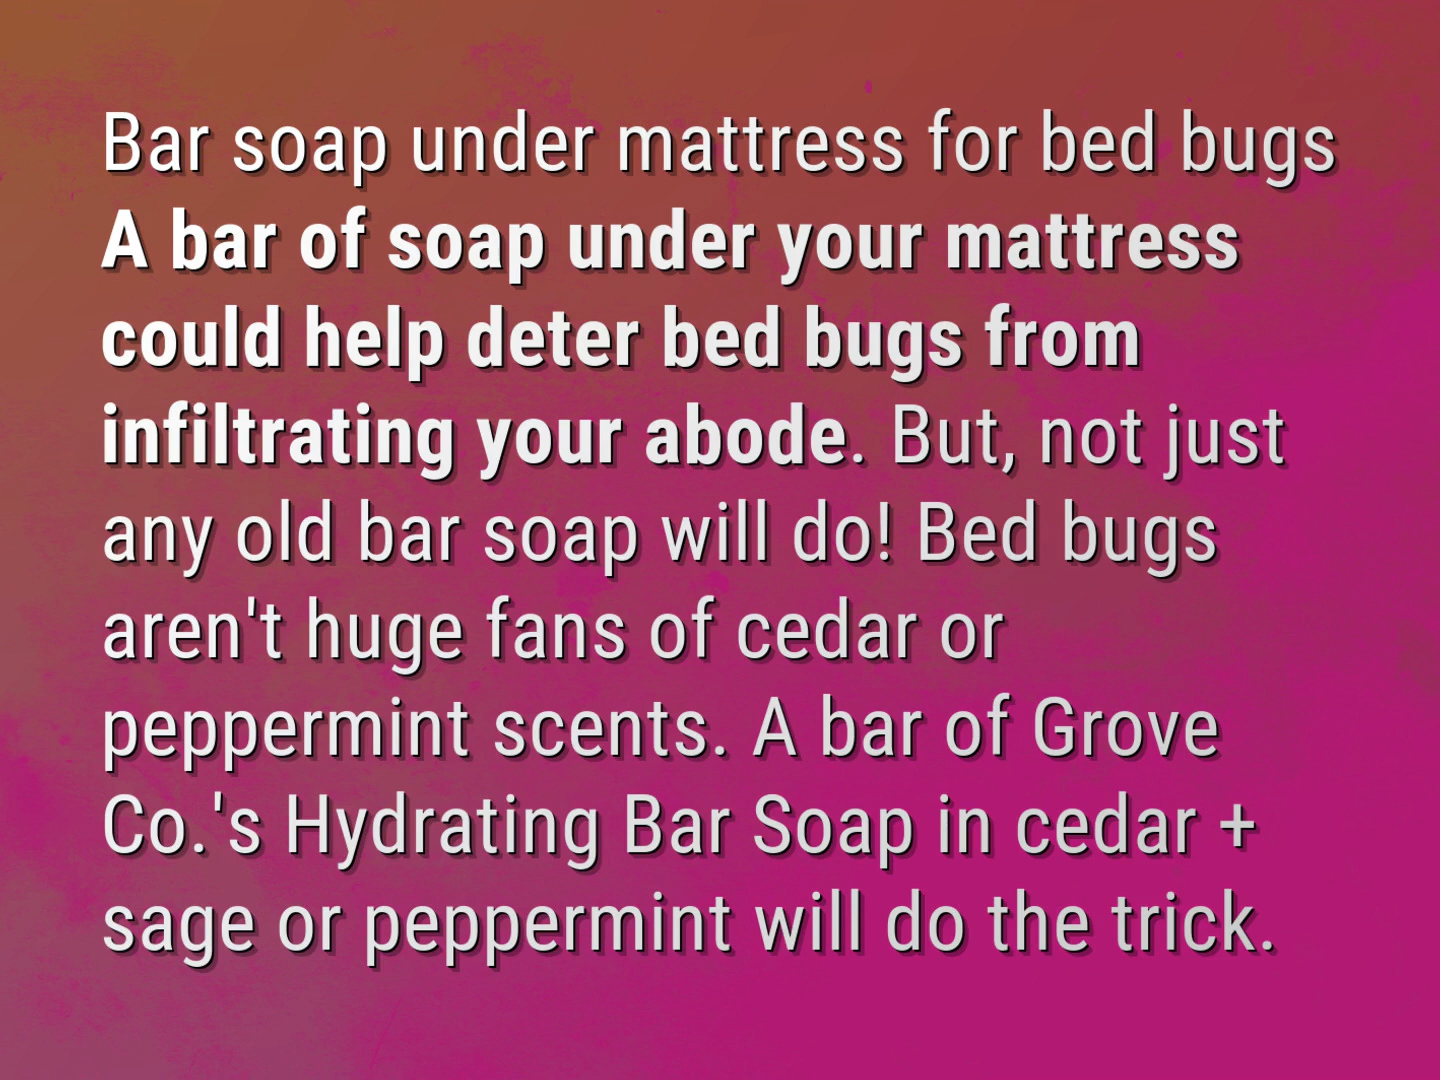 Bar soap under mattress for bed bugs
A bar of soap under your mattress
could help deter bed bugs from
infiltrating your abode. But, not just
any old bar soap will do! Bed bugs
aren't huge fans of cedar or
peppermint scents. A bar of Grove
Co.'s Hydrating Bar Soap in cedar +
sage or peppermint will do the trick.